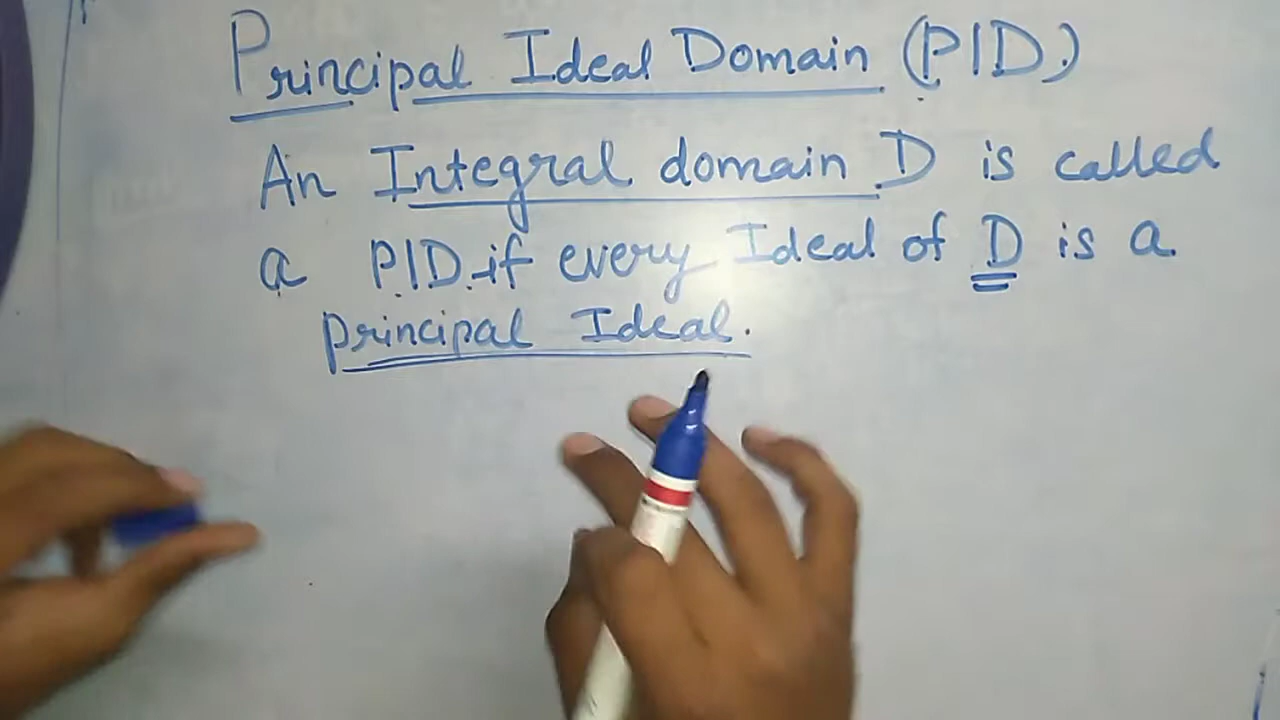 Principal Ideal Domain (PID)
An Integral domain D is called
a PID if every Ideal of D is a
principal Ideal.